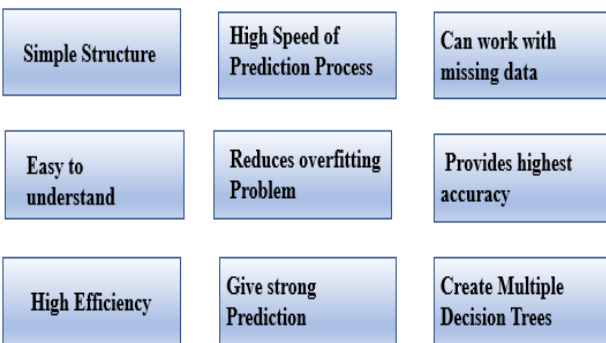 Simple Structure
High Speed of
Prediction Process
Can work with
missing data
Easy to
understand
Reduces overfitting
Problem
Provides highest
accuracy
High Efficiency
Give strong
Prediction
Create Multiple
Decision Trees